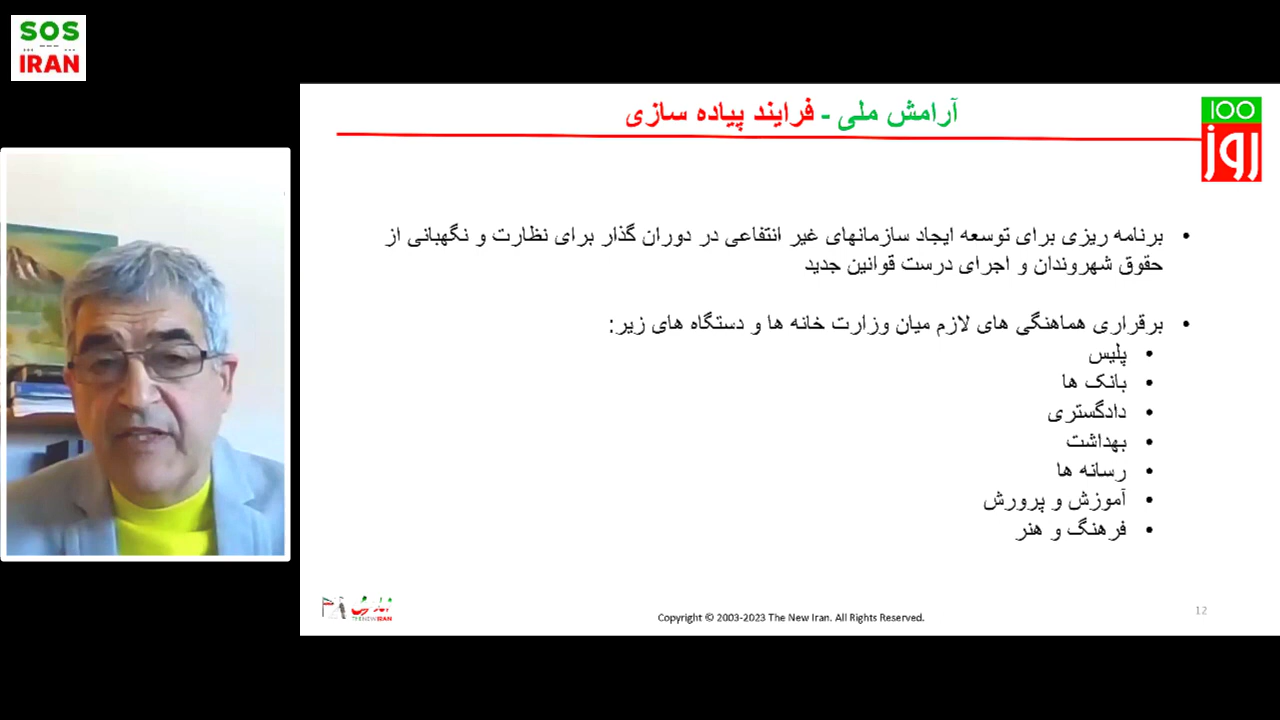 SOS
IRAN
آرامش ملی - فرایند پیاده سازی
100
روز
• برنامه ریزی برای توسعه ایجاد سازمانهای غیر انتفاعی در دوران گذار برای نظارت و نگهبانی از
حقوق شهروندان و اجرای درست قوانین جدید
• برقراری هماهنگی های لازم میان وزارت خانه ها و دستگاه های زیر:
• پلیس
• بانک ها
• دادگستری
• بهداشت
• رسانه ها
• آموزش و پرورش
• فرهنگ و هنر
THE NEW IRAN
Copyright © 2003-2023 The New Iran. All Rights Reserved.
12